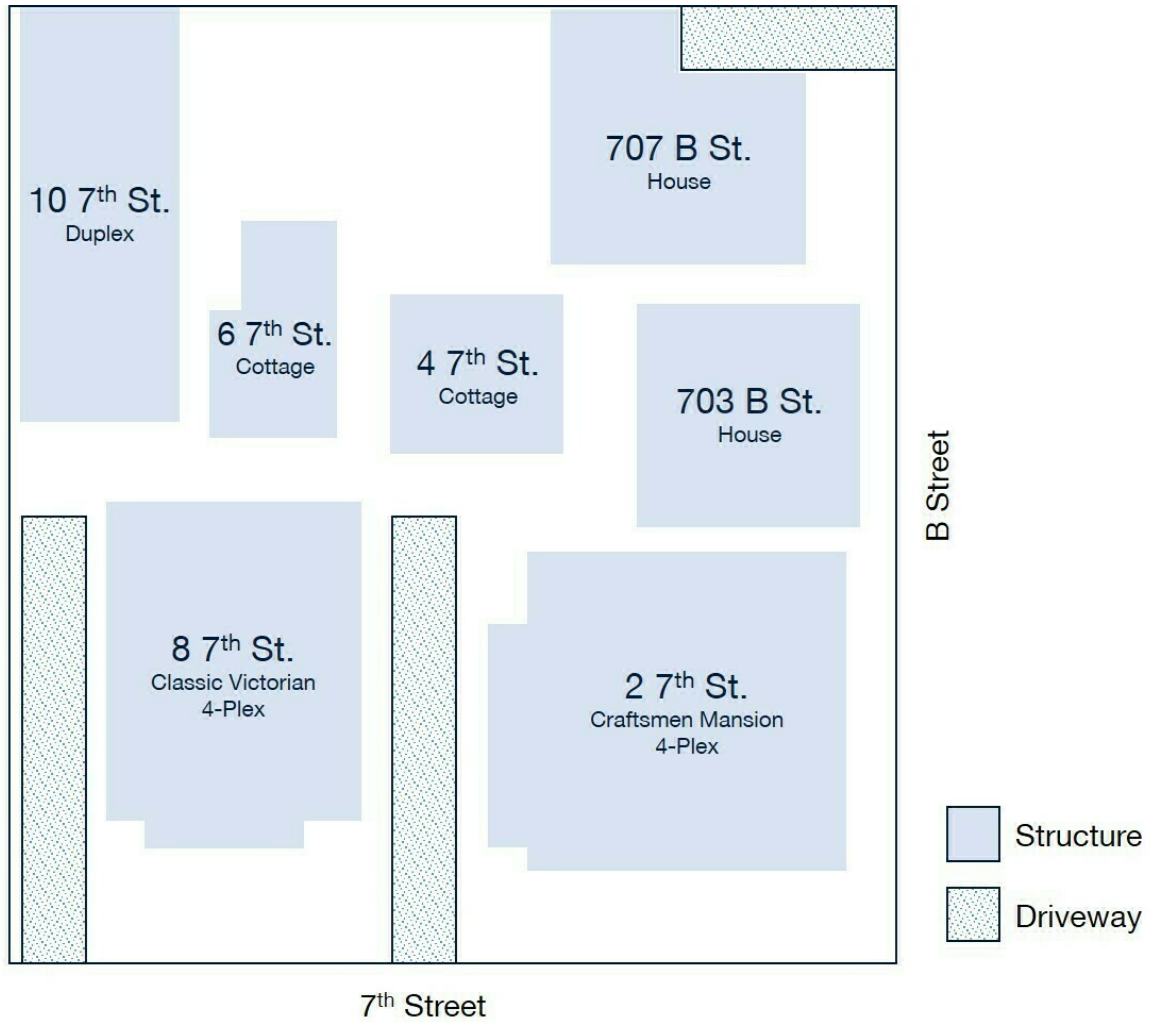 707 B St.
House
10 7th St.
Duplex
6 7th St.
Cottage
4 7th St.
Cottage
703 B St.
House
B Street
8 7th St.
Classic Victorian
4-Plex
2 7th St.
Craftsmen Mansion
4-Plex
Structure
Driveway
7th Street